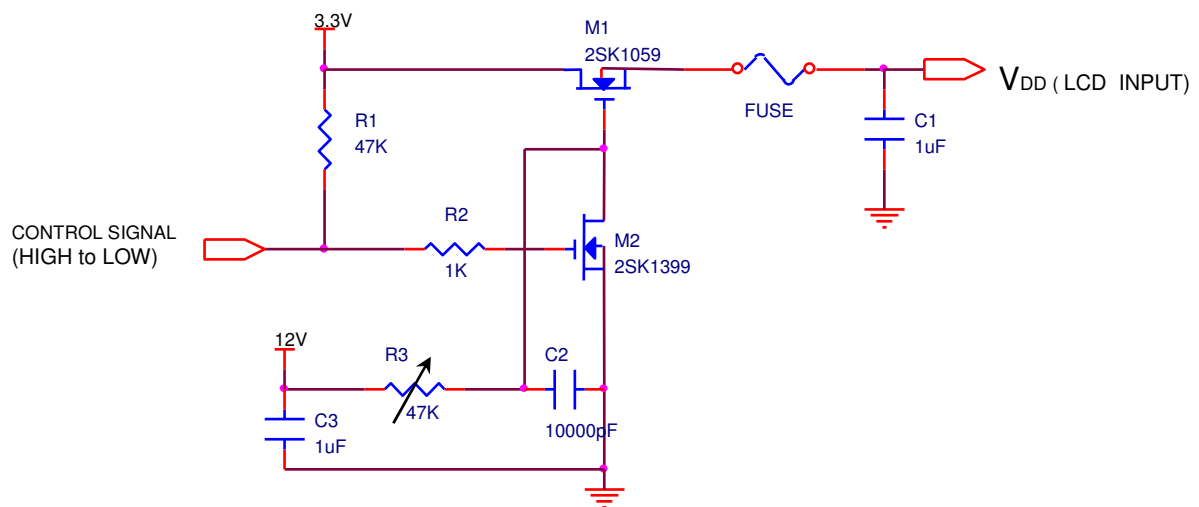 3.3V
M1
2SK1059
FUSE
VDD ( LCD INPUT)
R1
47K
C1
1uF
CONTROL SIGNAL
(HIGH to LOW)
R2
1K
M2
2SK1399
12V
R3
47K
C2
10000pF
C3
1uF